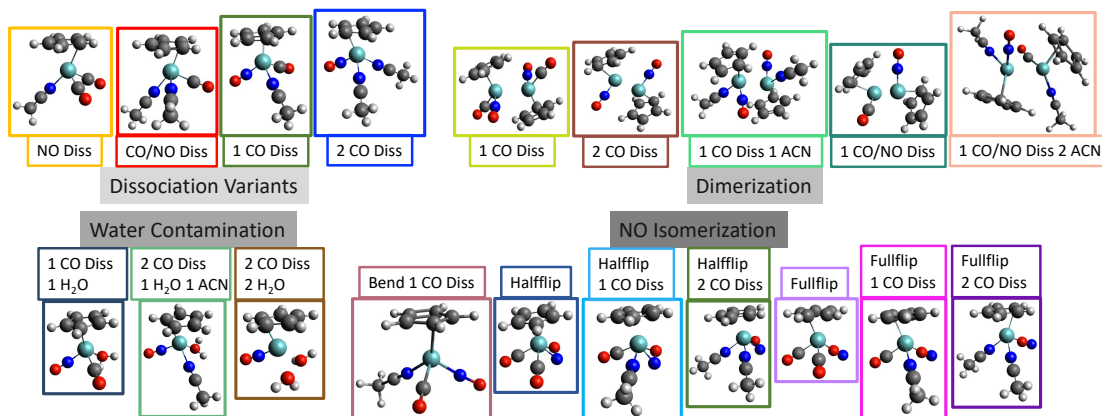 NO Diss
CO/NO Diss
1 CO Diss
2 CO Diss
Dissociation Variants
1 CO Diss
2 CO Diss
1 CO Diss 1 ACN
1 CO/NO Diss
1 CO/NO Diss 2 ACN
Dimerization
Water Contamination
1 CO Diss
1 H₂O
2 CO Diss
1 H₂O 1 ACN
2 CO Diss
2 H₂O
NO Isomerization
Bend 1 CO Diss
Halfflip
Halfflip
1 CO Diss
Halfflip
2 CO Diss
Fullflip
Fullflip
1 CO Diss
Fullflip
2 CO Diss